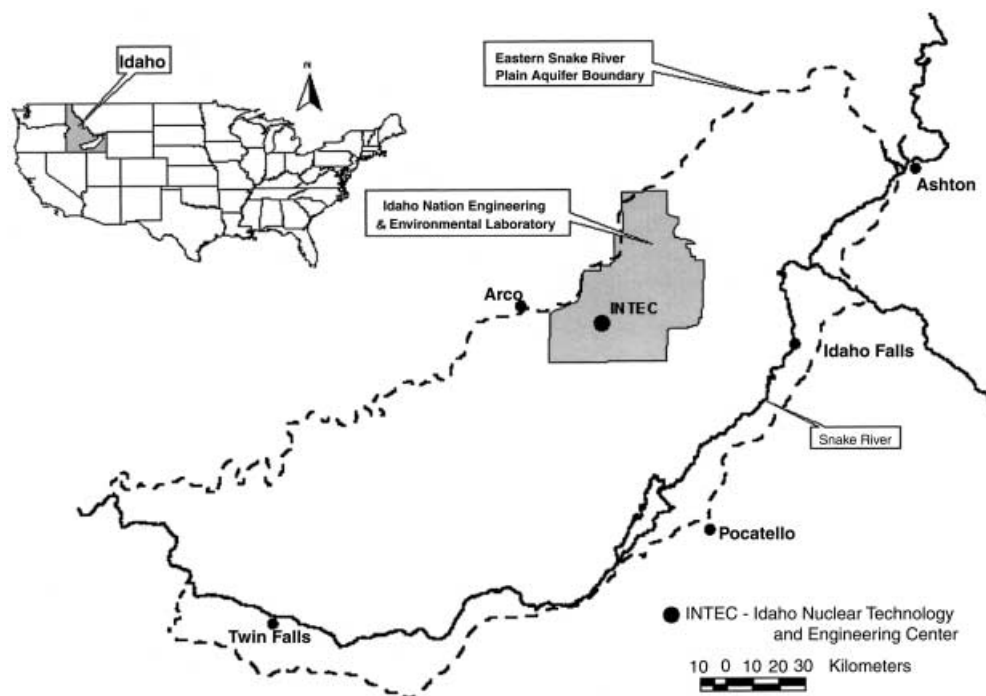 Idaho
N
Eastern Snake River
Plain Aquifer Boundary
Ashton
Idaho Nation Engineering
& Environmental Laboratory
Arco
INTEC
Idaho Falls
Snake River
Pocatello
Twin Falls
INTEC - Idaho Nuclear Technology
and Engineering Center
10 0 10 20 30 Kilometers